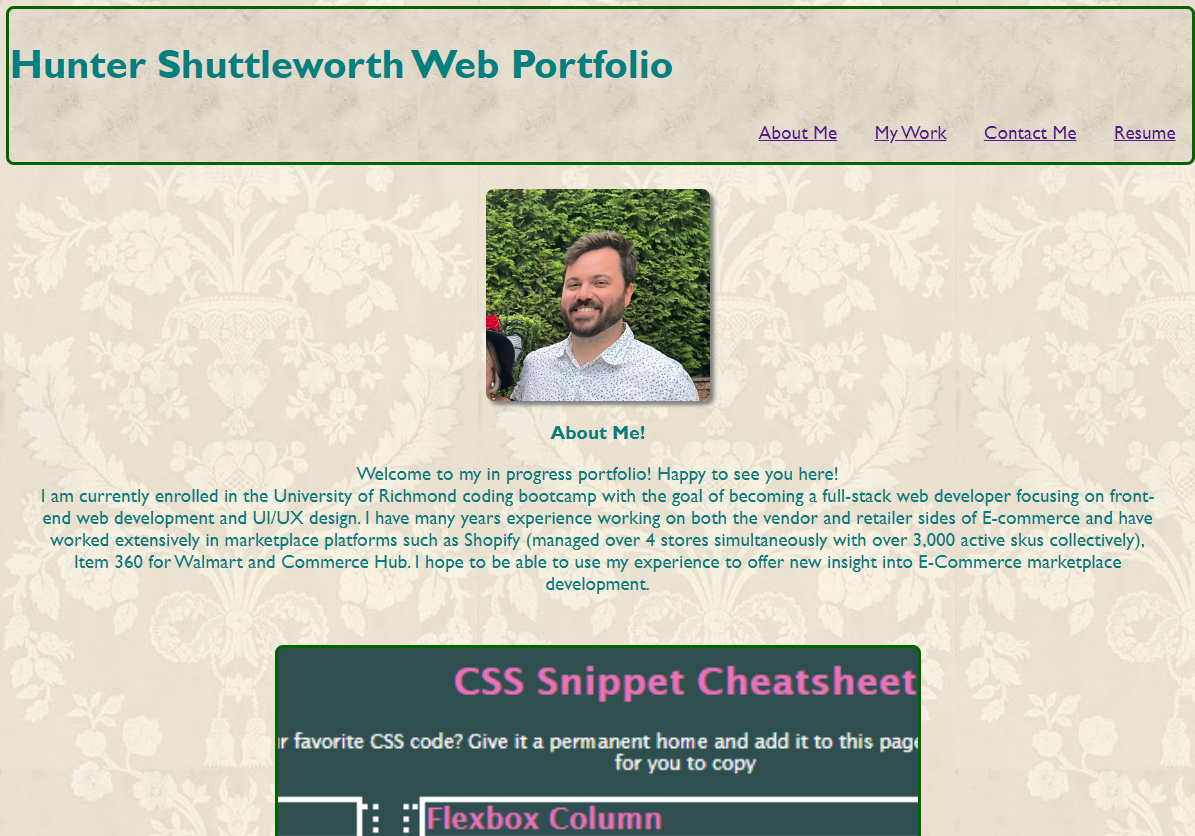 Hunter Shuttleworth Web Portfolio
About Me My Work Contact Me Resume
About Me!
Welcome to my in progress portfolio! Happy to see you here!
I am currently enrolled in the University of Richmond coding bootcamp with the goal of becoming a full-stack web developer focusing on front-
end web development and UI/UX design. I have many years experience working on both the vendor and retailer sides of E-commerce and have
worked extensively in marketplace platforms such as Shopify (managed over 4 stores simultaneously with over 3,000 active skus collectively),
Item 360 for Walmart and Commerce Hub. I hope to be able to use my experience to offer new insight into E-Commerce marketplace
development.
CSS Snippet Cheatsheet
r favorite CSS code? Give it a permanent home and add it to this page
for you to copy
Flexbox Column